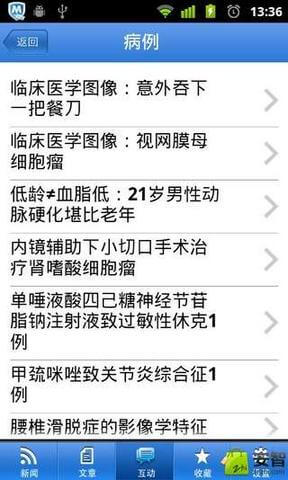 13:36
返回
病例
临床医学图像：意外吞下
一把餐刀
临床医学图像：视网膜母
细胞瘤
低龄≠血脂低：21岁男性动
脉硬化堪比老年
内镜辅助下小切口手术治
疗肾嗜酸细胞瘤
单唾液酸四己糖神经节苷
脂钠注射液致过敏性休克1
例
甲巯咪唑致关节炎综合征1
例
腰椎滑脱症的影像学特征
新闻
文章
互动
收藏
设置
安智